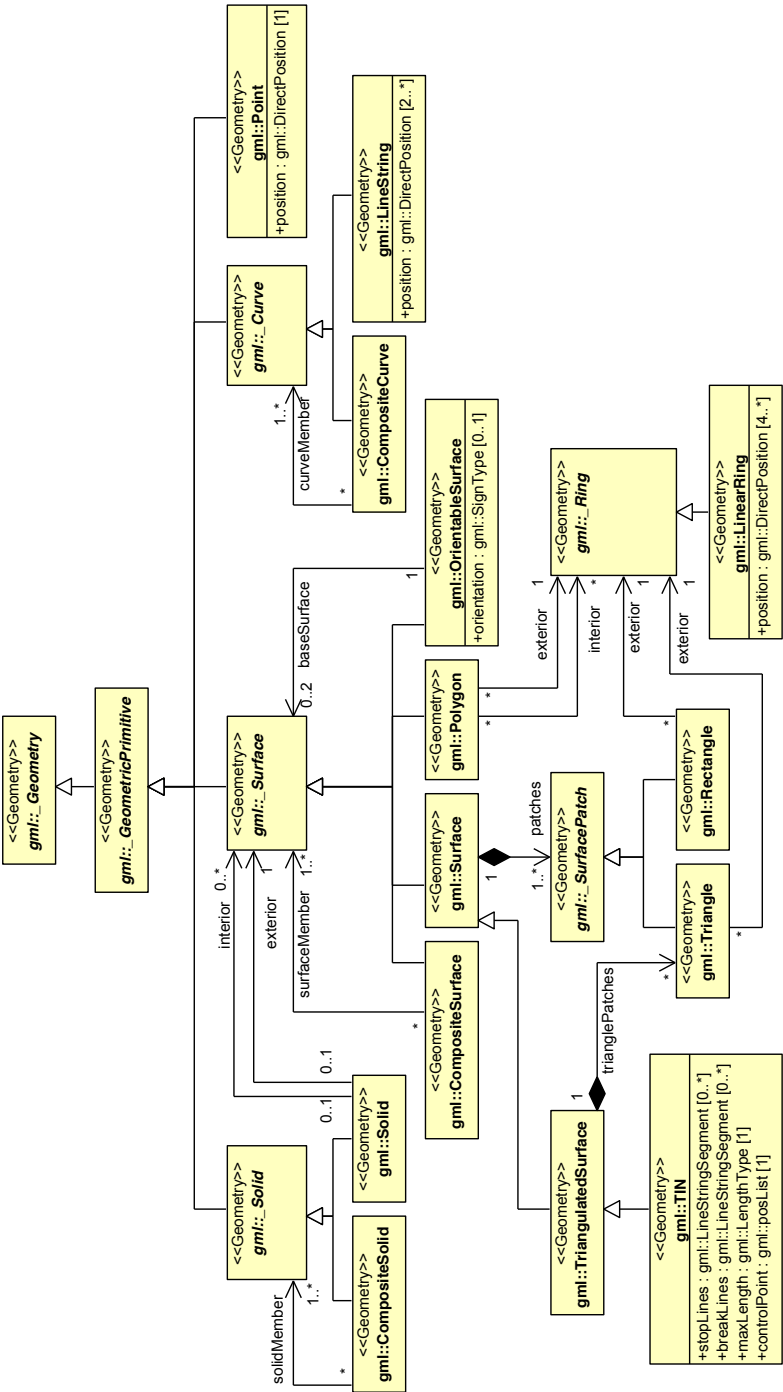 <<Geometry>>
gml::_Geometry
<<Geometry>>
gml::_GeometricPrimitive
<<Geometry>>
gml::_Solid
<<Geometry>>
gml::_Surface
<<Geometry>>
gml::_Curve
<<Geometry>>
gml::Point
+position : gml::DirectPosition [1]
solidMember
1..*
*
interior
0..*
exterior
1
0..1
0..1
surfaceMember
1..*
*
baseSurface
0..2
1
curveMember
1..*
*
<<Geometry>>
gml::CompositeSolid
<<Geometry>>
gml::Solid
<<Geometry>>
gml::CompositeCurve
<<Geometry>>
gml::LineString
+position : gml::DirectPosition [2..*]
<<Geometry>>
gml::CompositeSurface
<<Geometry>>
gml::Surface
<<Geometry>>
gml::Polygon
<<Geometry>>
gml::OrientableSurface
+orientation : gml::SignType [0..1]
1
patches
1..*
*
*
exterior
1
interior
*
exterior
1
exterior
1
<<Geometry>>
gml::TriangulatedSurface
<<Geometry>>
gml::_SurfacePatch
<<Geometry>>
gml::_Ring
1
trianglePatches
*
*
*
<<Geometry>>
gml::Triangle
<<Geometry>>
gml::Rectangle
<<Geometry>>
gml::TIN
+stopLines : gml::LineStringSegment [0..*]
+breakLines : gml::LineStringSegment [0..*]
+maxLength : gml::LengthType [1]
+controlPoint : gml::posList [1]
<<Geometry>>
gml::LinearRing
+position : gml::DirectPosition [4..*]